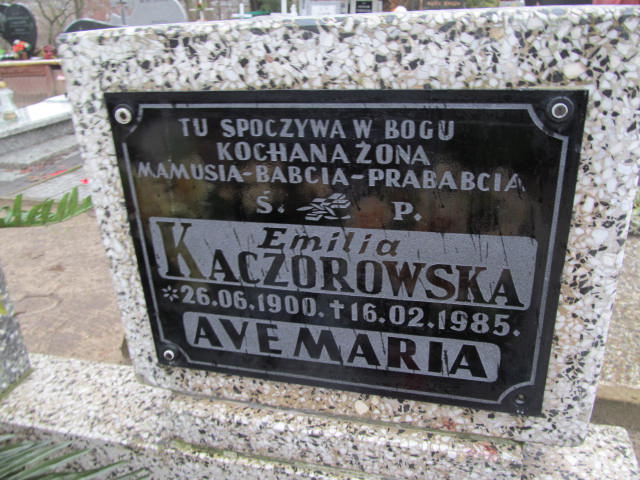 TU SPOCZYWA W BOGU
KOCHANA ŻONA
MAMUSIA-BABCIA-PRABABCIA
Ś. P.
Emilia
KACZOROWSKA
*26.06.1900. †16.02.1985.
AVE MARIA